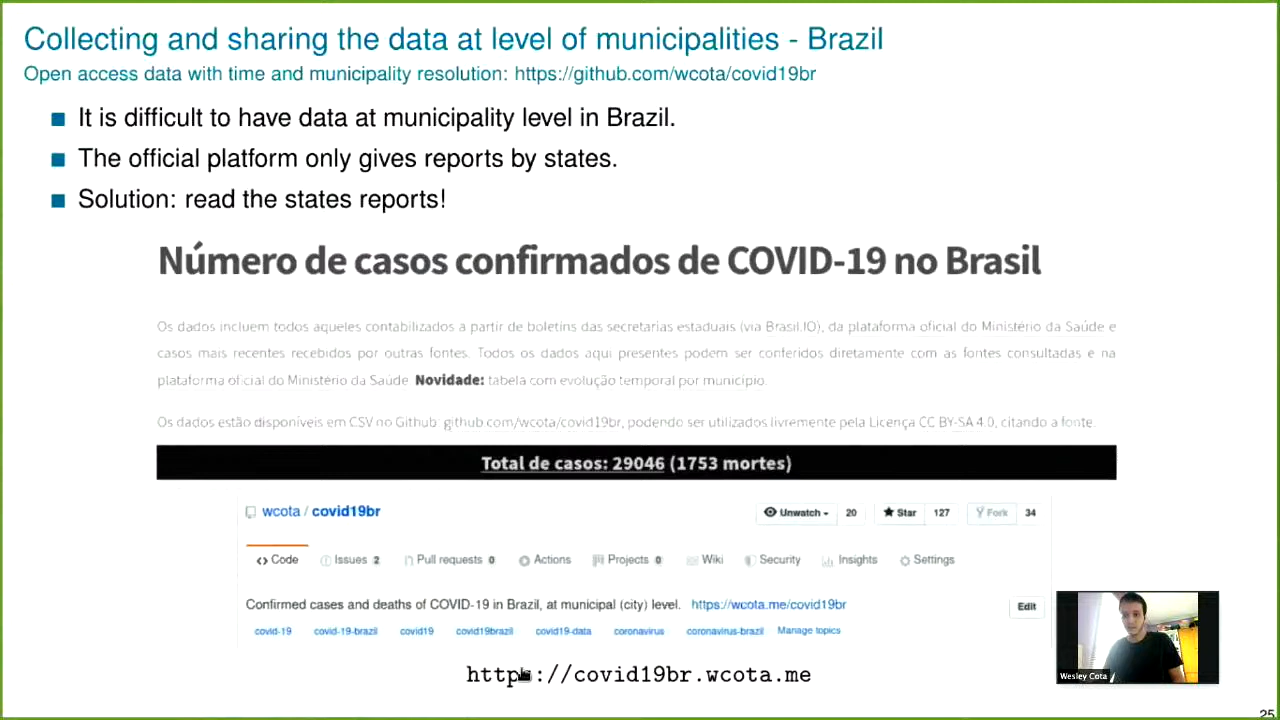 Collecting and sharing the data at level of municipalities - Brazil
Open access data with time and municipality resolution: https://github.com/wcota/covid19br
It is difficult to have data at municipality level in Brazil.
The official platform only gives reports by states.
Solution: read the states reports!
Número de casos confirmados de COVID-19 no Brasil
Os dados incluem todos aqueles contabilizados a partir de boletins das secretarias estaduais (via Brasil.IO), da plataforma oficial do Ministério da Saúde e
casos mais recentes recebidos por outras fontes. Todos os dados aqui presentes podem ser conferidos diretamente com as fontes consultadas e na
plataforma oficial do Ministério da Saúde. Novidade: tabela com evolução temporal por município.
Os dados estão disponíveis em CSV no Github: github.com/wcota/covid19br, podendo ser utilizados livremente pela Licença CC BY-SA 4.0, citando a fonte.
Total de casos: 29046 (1753 mortes)
wcota / covid19br Unwatch 20 Star 127 Fork 34
Code Issues 2 Pull requests 0 Actions Projects 0 Wiki Security Insights Settings
Confirmed cases and deaths of COVID-19 in Brazil, at municipal (city) level. https://wcota.me/covid19br Edit
covid-19 covid-19-brazil covid19 covid19brazil covid19-data coronavirus coronavirus-brazil Manage topics
https://covid19br.wcota.me
Wesley Cota
25